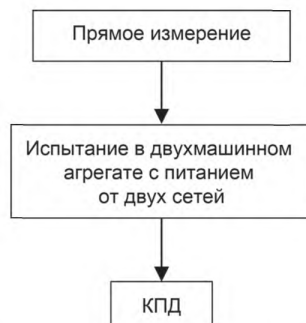 Прямое измерение
Испытание в двухмашинном
агрегате с питанием
от двух сетей
КПД